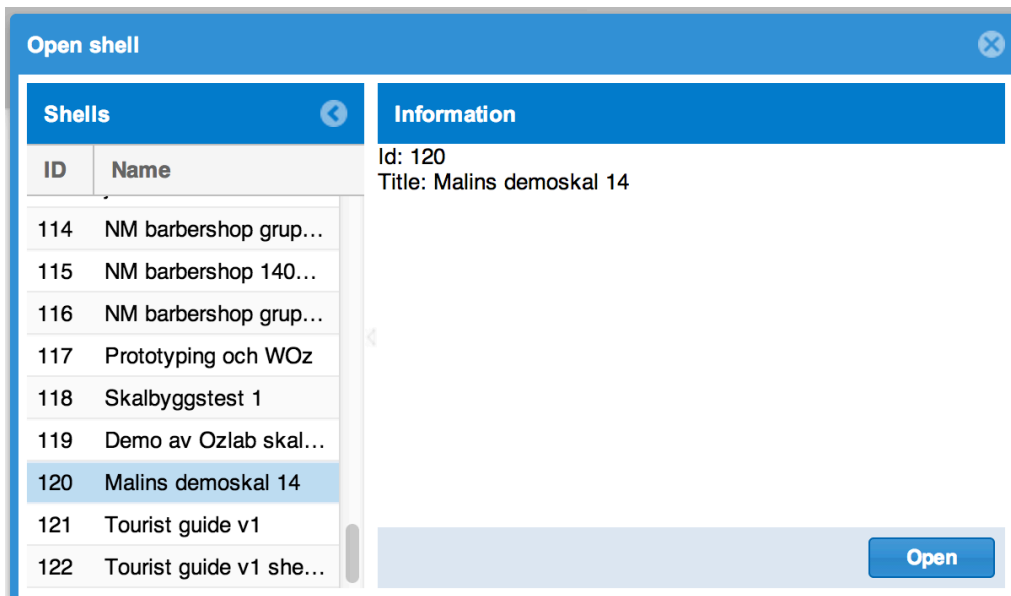 Open shell
Shells
Information
ID Name
Id: 120
Title: Malins demoskal 14
114 NM barbershop grup...
115 NM barbershop 140...
116 NM barbershop grup...
117 Prototyping och WOz
118 Skalbyggstest 1
119 Demo av Ozlab skal...
120 Malins demoskal 14
121 Tourist guide v1
122 Tourist guide v1 she...
Open